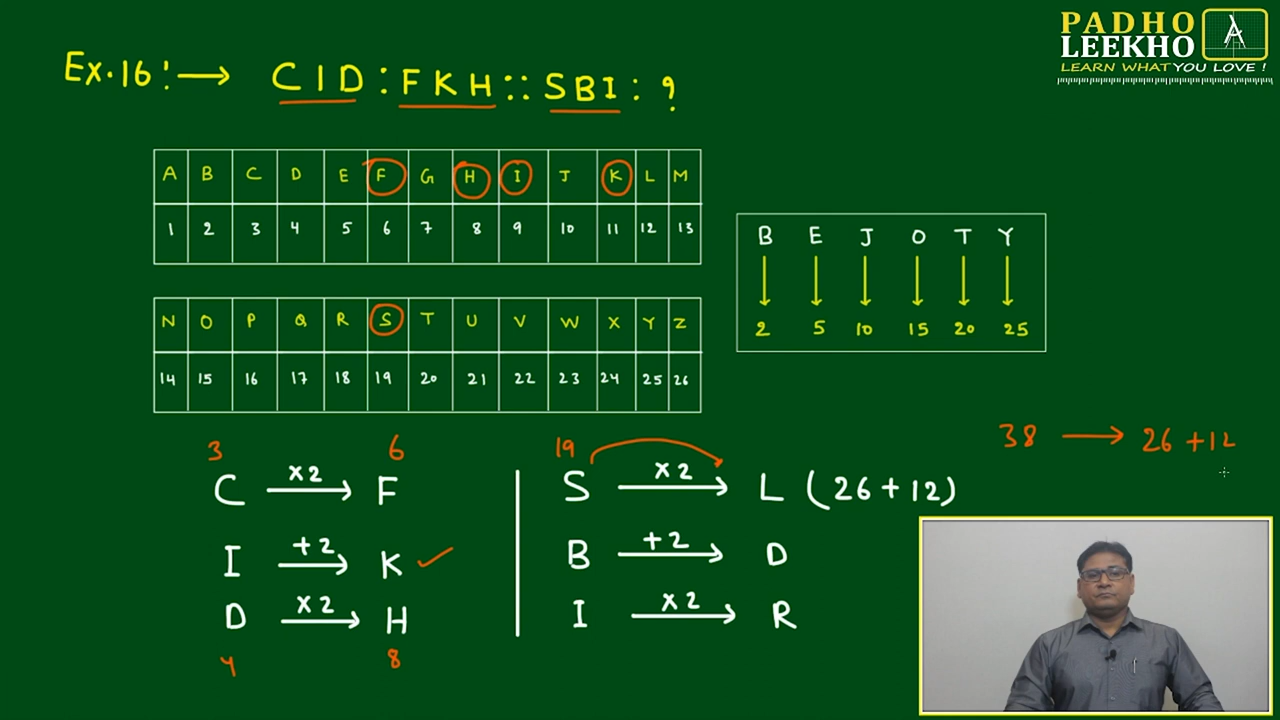 PADHO
LEEKHO
LEARN WHAT YOU LOVE !
Ex.16:→ CID : FKH :: SBI : ?
A B C D E F G H I J K L M
1 2 3 4 5 6 7 8 9 10 11 12 13
N O P Q R S T U V W X Y Z
14 15 16 17 18 19 20 21 22 23 24 25 26
B E J O T Y
2 5 10 15 20 25
38 → 26 +12
3 6
C ×2 → F
I +2 → K ✓
D ×2 → H
4 8
19
S ×2 → L (26 + 12)
B +2 → D
I ×2 → R